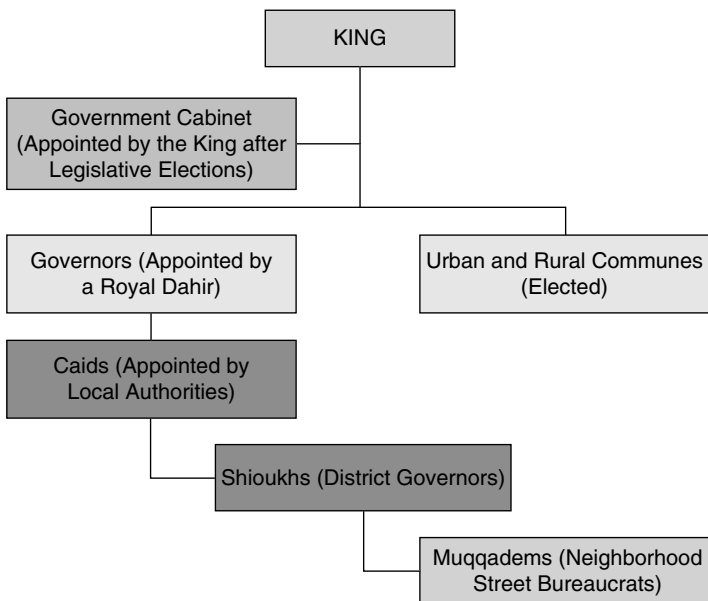 KING
Government Cabinet
(Appointed by the King after
Legislative Elections)
Governors (Appointed by
a Royal Dahir)
Urban and Rural Communes
(Elected)
Caids (Appointed by
Local Authorities)
Shioukhs (District Governors)
Muqqadems (Neighborhood
Street Bureaucrats)